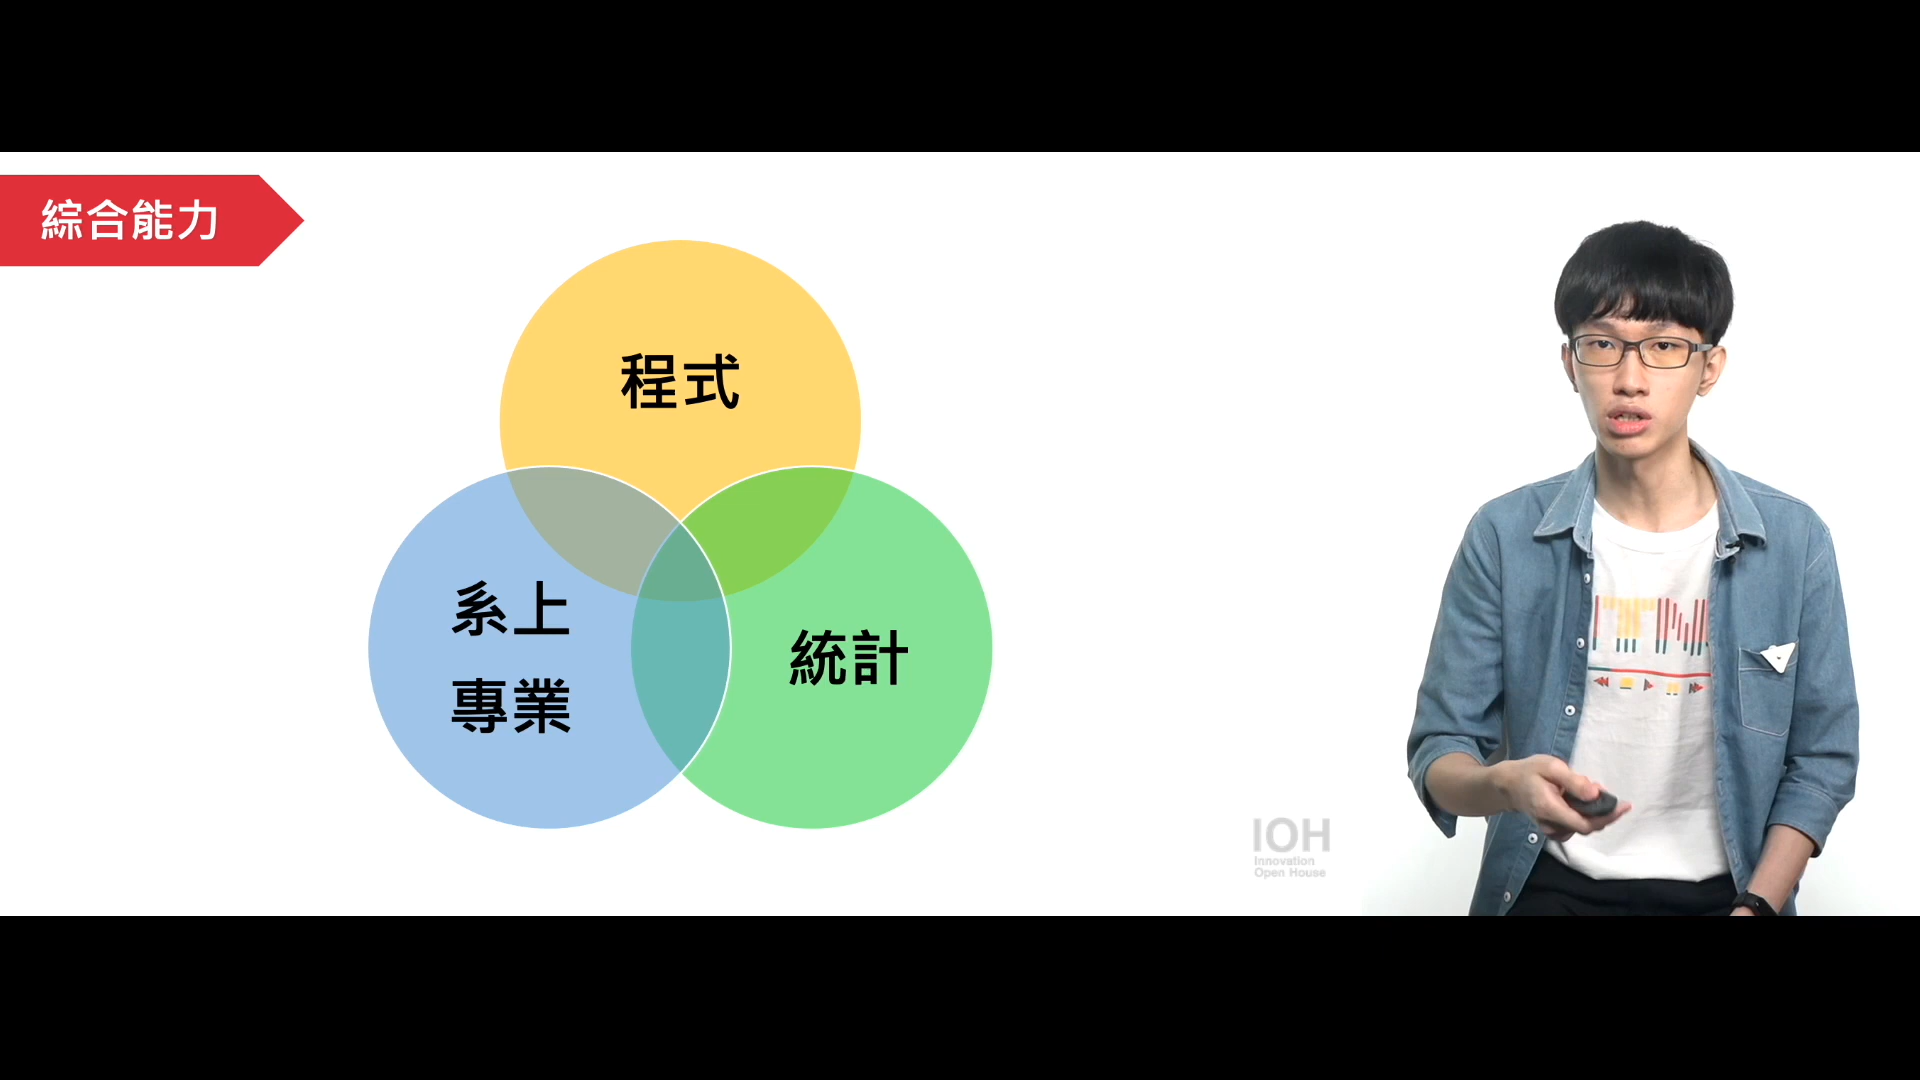 綜合能力
程式
系上
專業
統計
IOH
Innovation
Open House